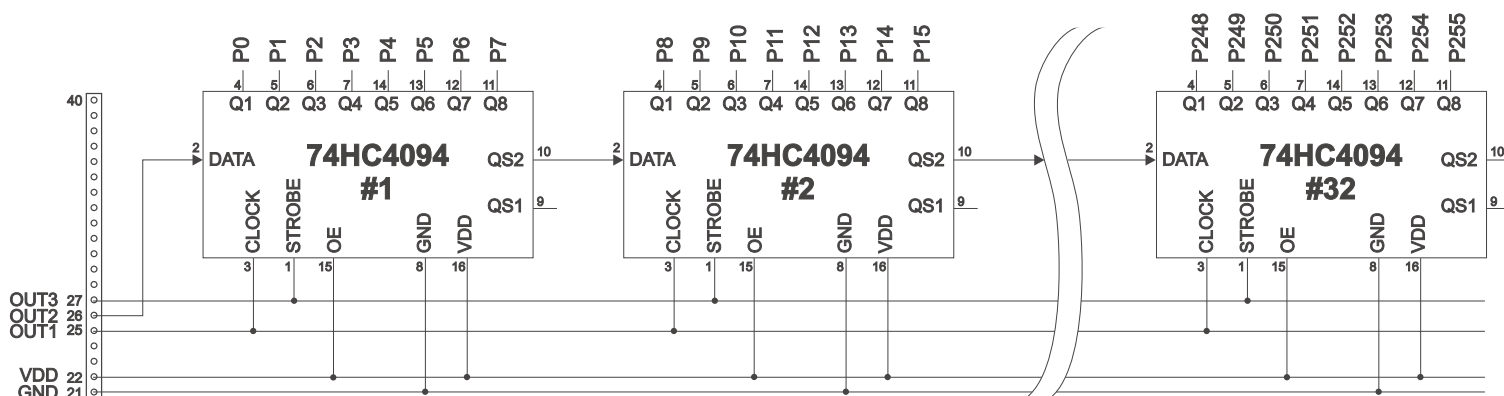 P0 P1 P2 P3 P4 P5 P6 P7 P8 P9 P10 P11 P12 P13 P14 P15 P248 P249 P250 P251 P252 P253 P254 P255
4 5 6 7 14 13 12 11 4 5 6 7 14 13 12 11 4 5 6 7 14 13 12 11
40 Q1 Q2 Q3 Q4 Q5 Q6 Q7 Q8 Q1 Q2 Q3 Q4 Q5 Q6 Q7 Q8 Q1 Q2 Q3 Q4 Q5 Q6 Q7 Q8
2 DATA 74HC4094 QS2 10 2 DATA 74HC4094 QS2 10 2 DATA 74HC4094 QS2 10
#1 QS1 9 #2 QS1 9 #32 QS1 9
CLOCK STROBE OE GND VDD CLOCK STROBE OE GND VDD CLOCK STROBE OE GND VDD
3 1 15 8 16 3 1 15 8 16 3 1 15 8 16
OUT3 27
OUT2 26
OUT1 25
VDD 22
GND 21